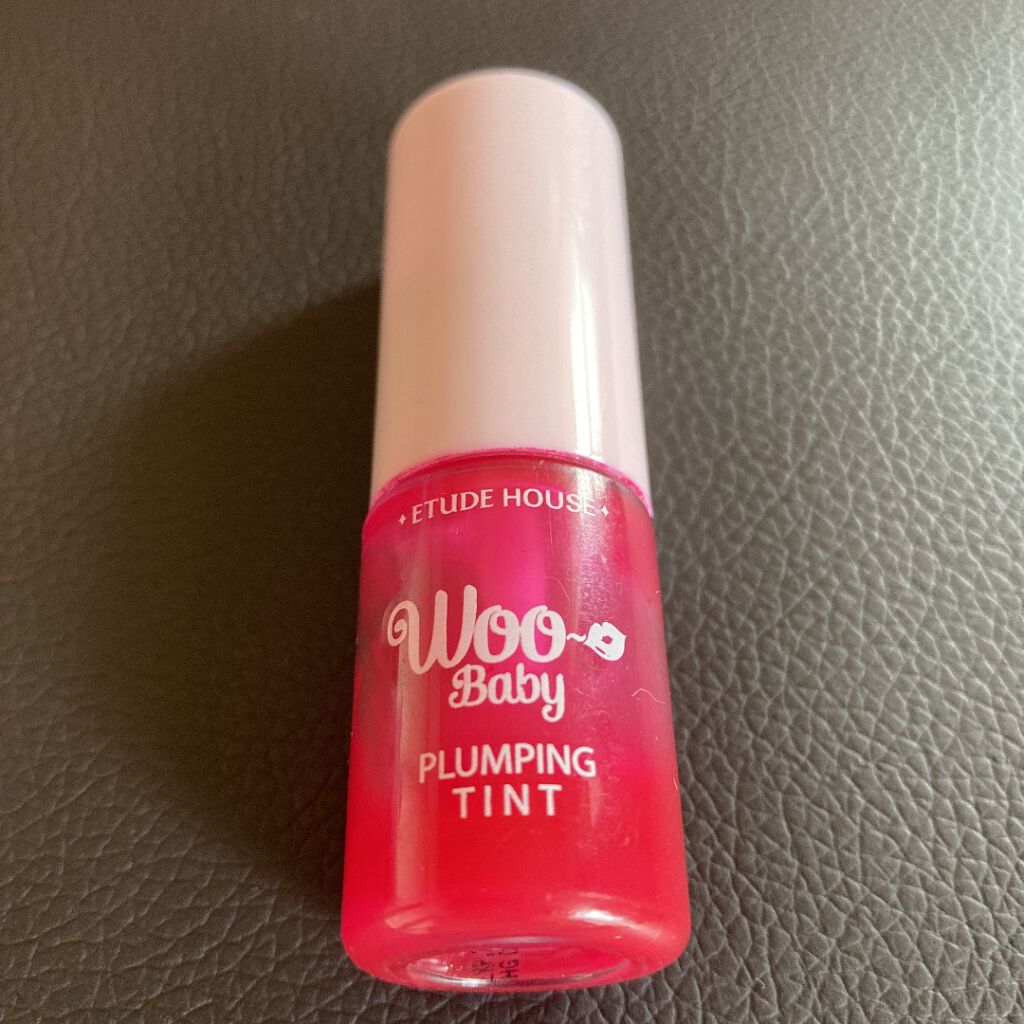 ETUDE HOUSE
Woo~
Baby
PLUMPING
TINT